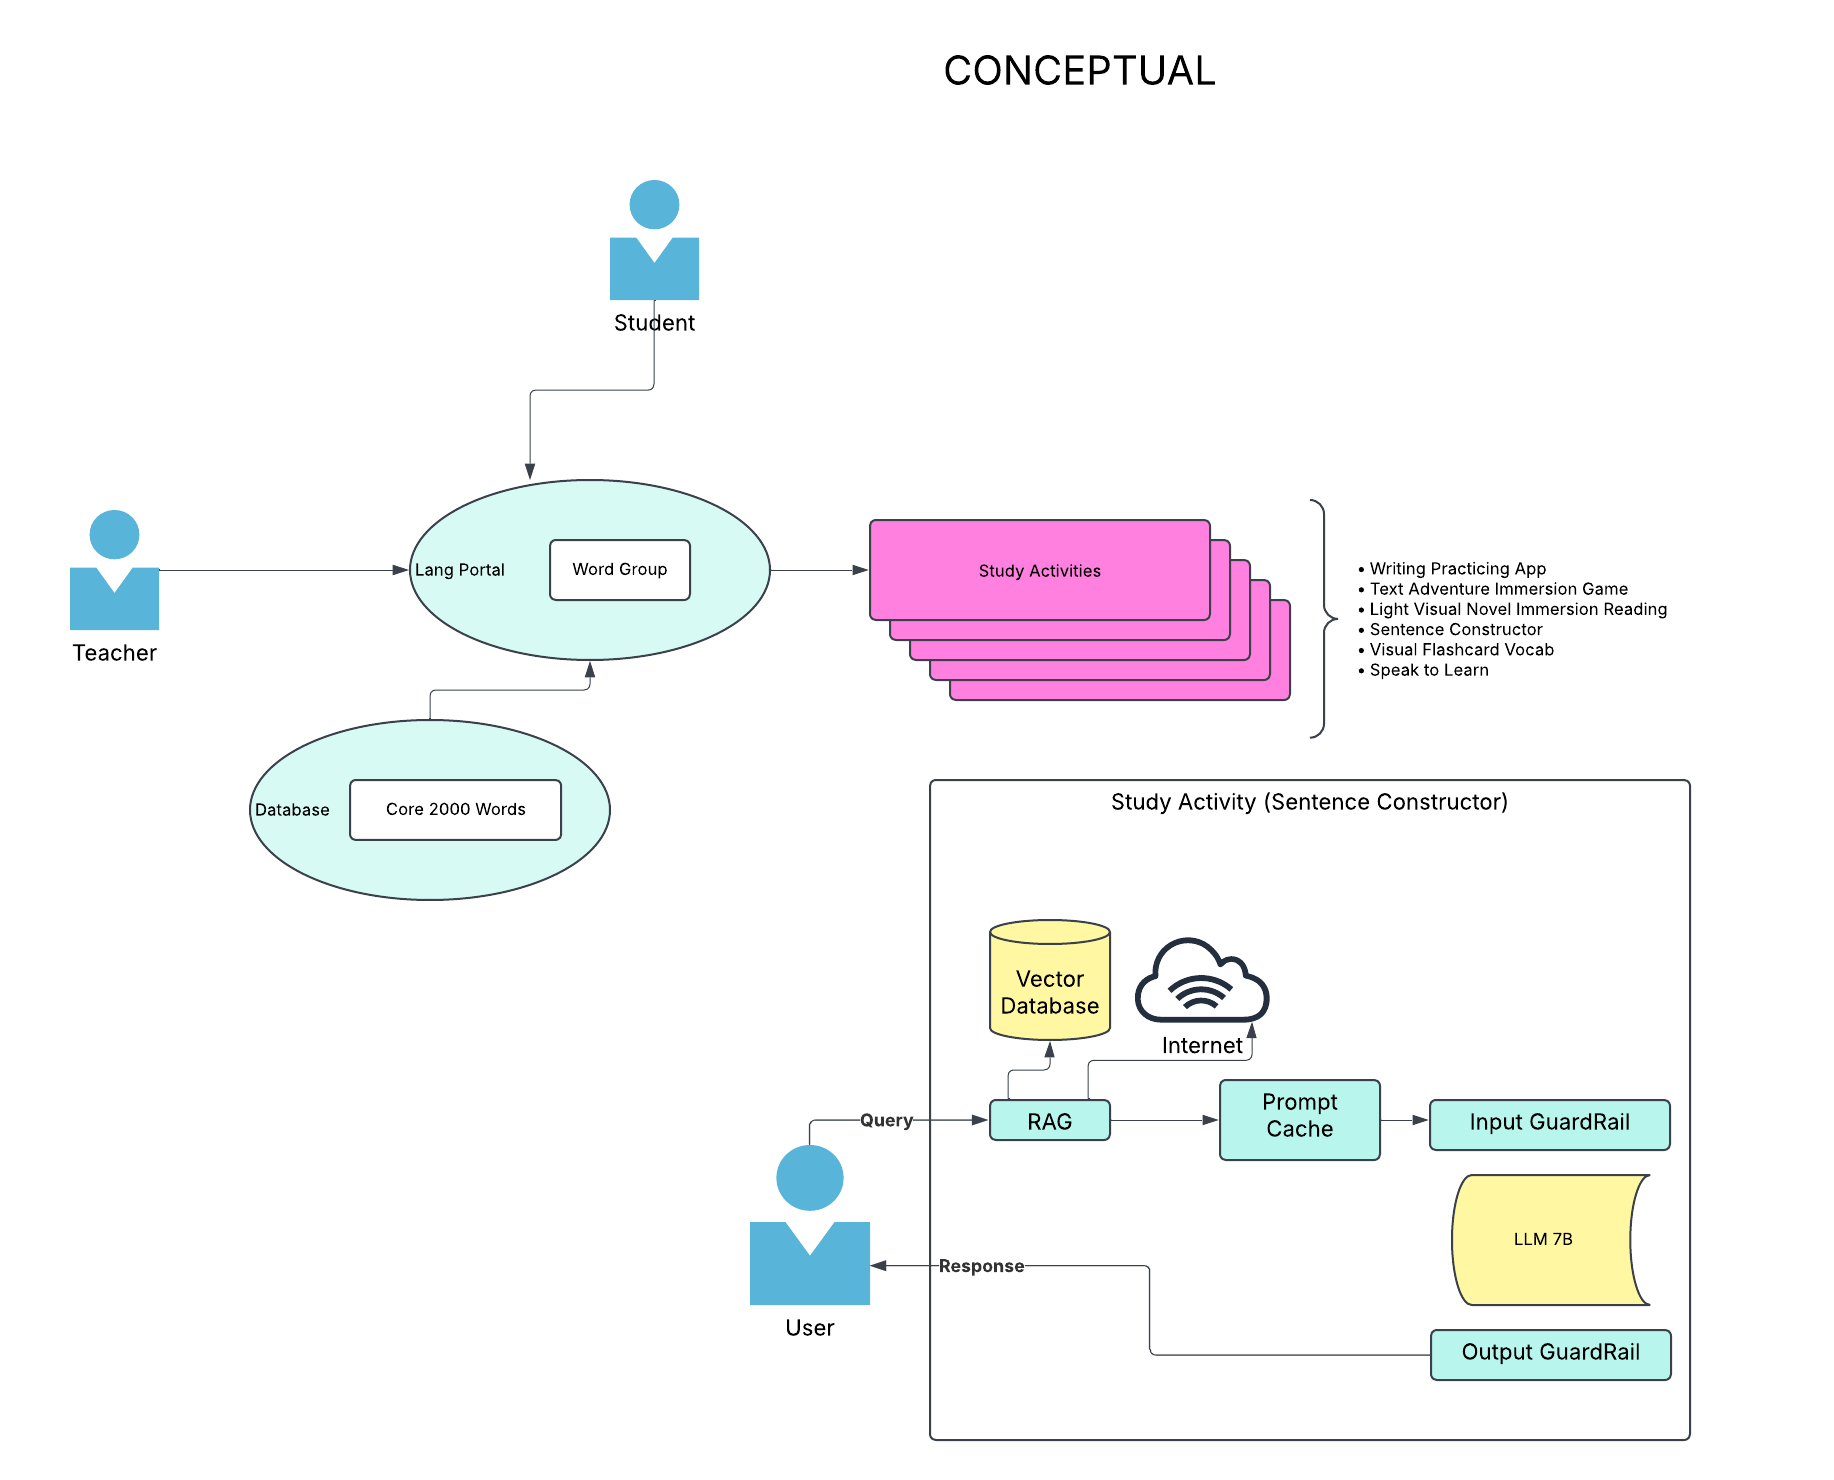 CONCEPTUAL
Student
Teacher
Lang Portal
Word Group
Study Activities
• Writing Practicing App
• Text Adventure Immersion Game
• Light Visual Novel Immersion Reading
• Sentence Constructor
• Visual Flashcard Vocab
• Speak to Learn
Database
Core 2000 Words
Study Activity (Sentence Constructor)
Vector
Database
Internet
Query
RAG
Prompt
Cache
Input GuardRail
LLM 7B
Response
User
Output GuardRail